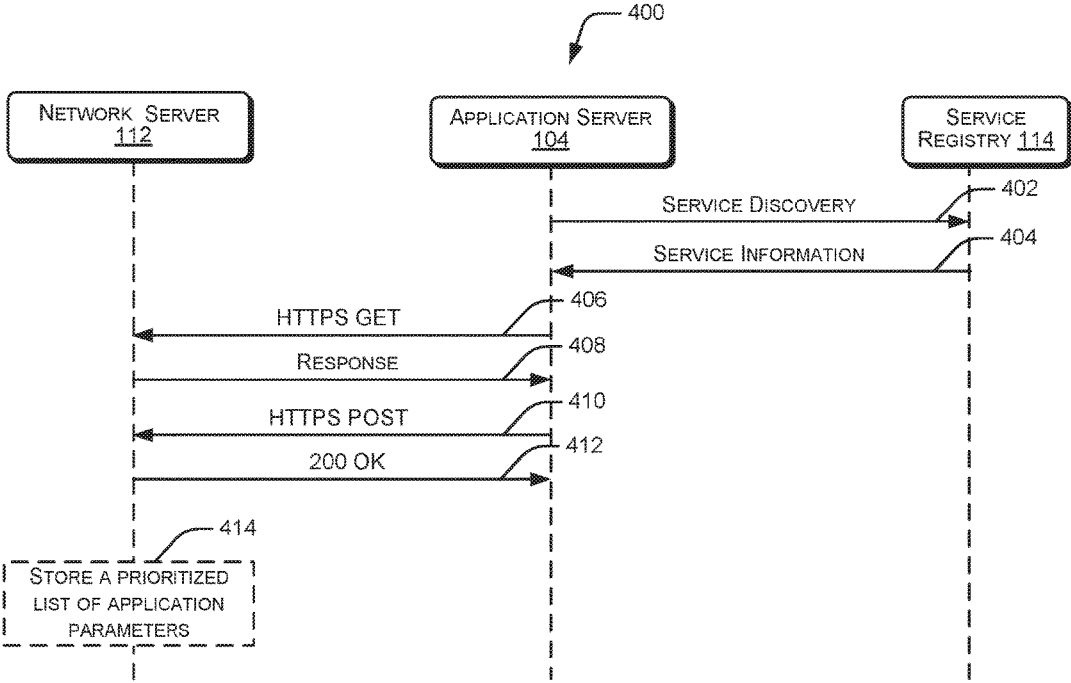 400
NETWORK SERVER
112
APPLICATION SERVER
104
SERVICE
REGISTRY 114
SERVICE DISCOVERY
402
SERVICE INFORMATION
404
HTTPS GET
406
RESPONSE
408
HTTPS POST
410
200 OK
412
414
STORE A PRIORITIZED
LIST OF APPLICATION
PARAMETERS